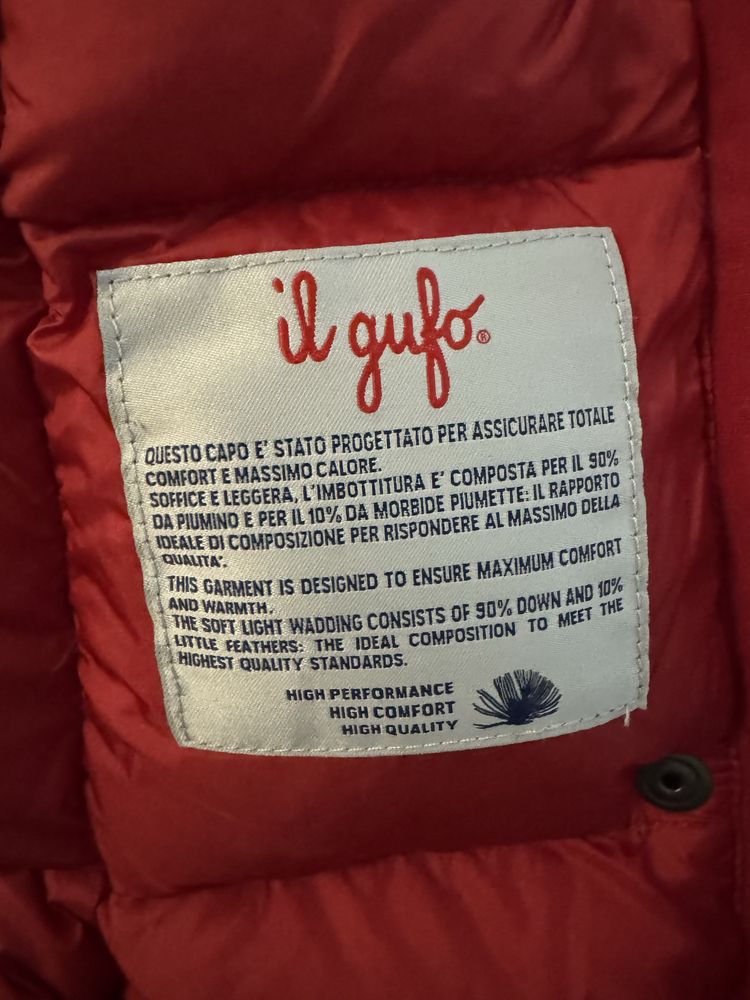 il gufo®
QUESTO CAPO E' STATO PROGETTATO PER ASSICURARE TOTALE
COMFORT E MASSIMO CALORE.
SOFFICE E LEGGERA, L'IMBOTTITURA E' COMPOSTA PER IL 90%
DA PIUMINO E PER IL 10% DA MORBIDE PIUMETTE: IL RAPPORTO
IDEALE DI COMPOSIZIONE PER RISPONDERE AL MASSIMO DELLA
QUALITA'.
THIS GARMENT IS DESIGNED TO ENSURE MAXIMUM COMFORT
AND WARMTH.
THE SOFT LIGHT WADDING CONSISTS OF 90% DOWN AND 10%
LITTLE FEATHERS: THE IDEAL COMPOSITION TO MEET THE
HIGHEST QUALITY STANDARDS.
HIGH PERFORMANCE
HIGH COMFORT
HIGH QUALITY